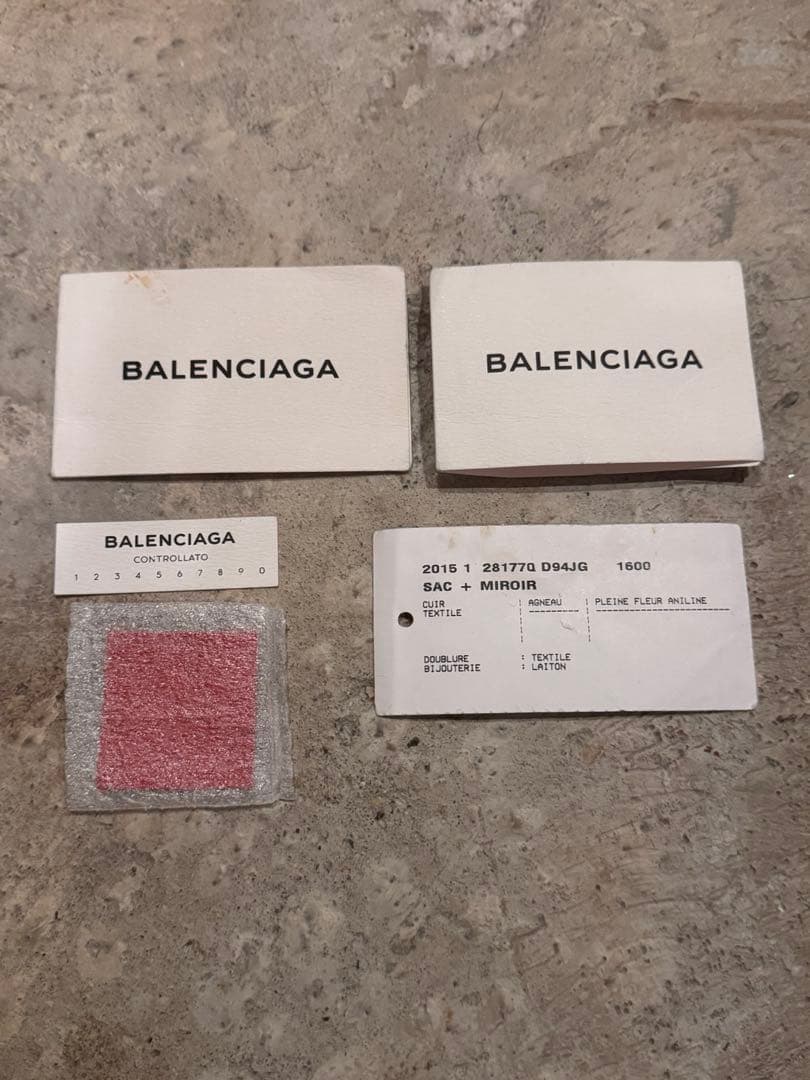 BALENCIAGA
BALENCIAGA
BALENCIAGA
CONTROLLATO
1 2 3 4 5 6 7 8 9 0
2015 1 281770 D94JG 1600
SAC + MIROIR
CUIR : AGNEAU : PLEINE FLEUR ANILINE
TEXTILE
DOUBLURE : TEXTILE
BIJOUTERIE : LAITON